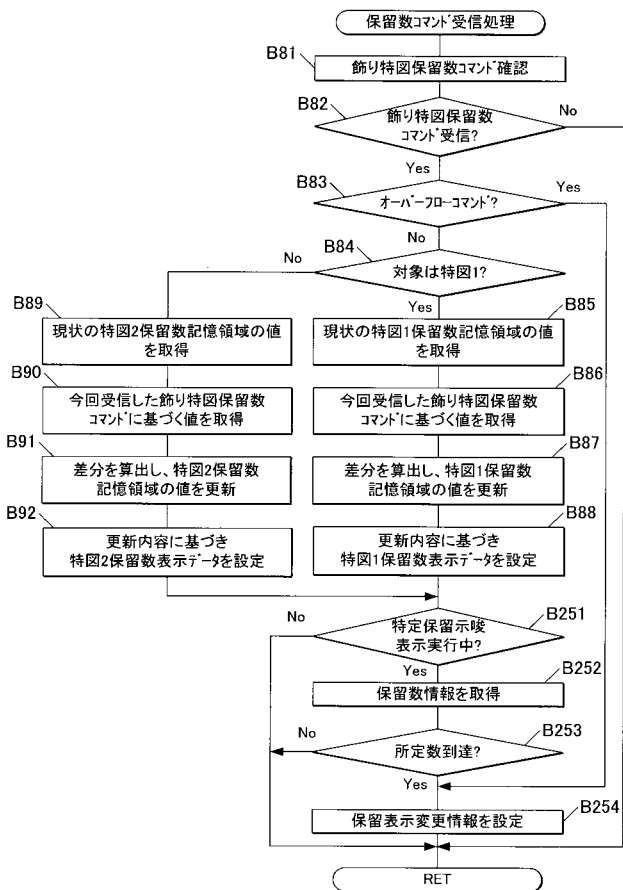 保留数コマンド受信処理
B81
飾り特図保留数コマンド確認
B82
飾り特図保留数
コマンド受信?
No
Yes
B83
オーバーフローコマンド?
Yes
No
B84
対象は特図1?
No
Yes
B89
現状の特図2保留数記憶領域の値
を取得
B85
現状の特図1保留数記憶領域の値
を取得
B90
今回受信した飾り特図保留数
コマンドに基づく値を取得
B86
今回受信した飾り特図保留数
コマンドに基づく値を取得
B91
差分を算出し、特図2保留数
記憶領域の値を更新
B87
差分を算出し、特図1保留数
記憶領域の値を更新
B92
更新内容に基づき
特図2保留数表示データを設定
B88
更新内容に基づき
特図1保留数表示データを設定
B251
特定保留示唆
表示実行中?
No
Yes
B252
保留数情報を取得
B253
所定数到達?
No
Yes
B254
保留表示変更情報を設定
RET